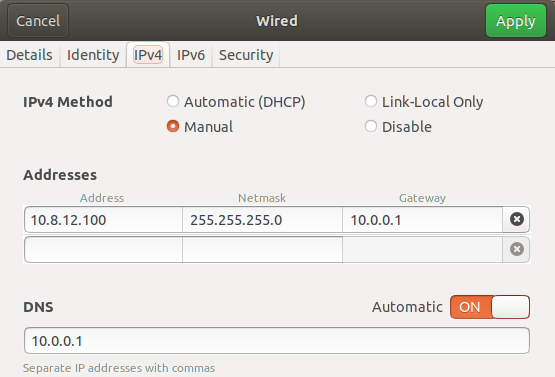 Cancel Wired Apply
Details Identity IPv4 IPv6 Security
IPv4 Method Automatic (DHCP) Link-Local Only
Manual Disable
Addresses
Address Netmask Gateway
10.8.12.100 255.255.255.0 10.0.0.1
DNS Automatic ON
10.0.0.1
Separate IP addresses with commas